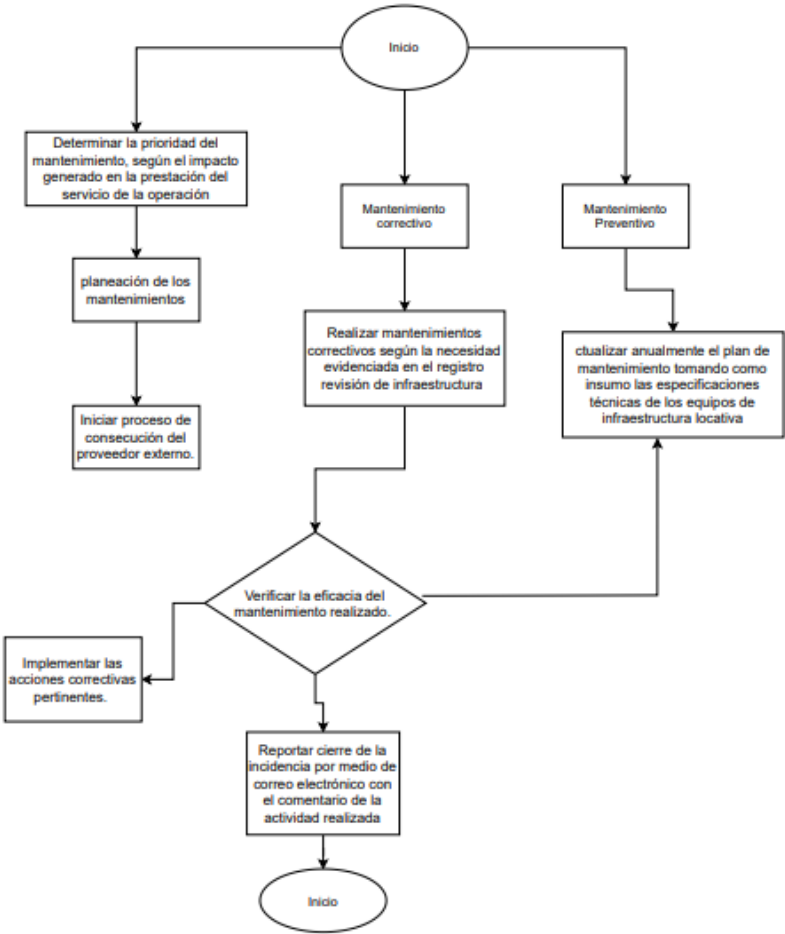 Inicio
Determinar la prioridad del
mantenimiento, según el impacto
generado en la prestación del
servicio de la operación
Mantenimiento
correctivo
Mantenimiento
Preventivo
planeación de los
mantenimientos
Realizar mantenimientos
correctivos según la necesidad
evidenciada en el registro
revisión de infraestructura
ctualizar anualmente el plan de
mantenimiento tomando como
insumo las especificaciones
técnicas de los equipos de
infraestructura locativa
Iniciar proceso de
consecución del
proveedor externo.
Verificar la eficacia del
mantenimiento realizado.
Implementar las
acciones correctivas
pertinentes.
Reportar cierre de la
incidencia por medio de
correo electrónico con
el comentario de la
actividad realizada
Inicio